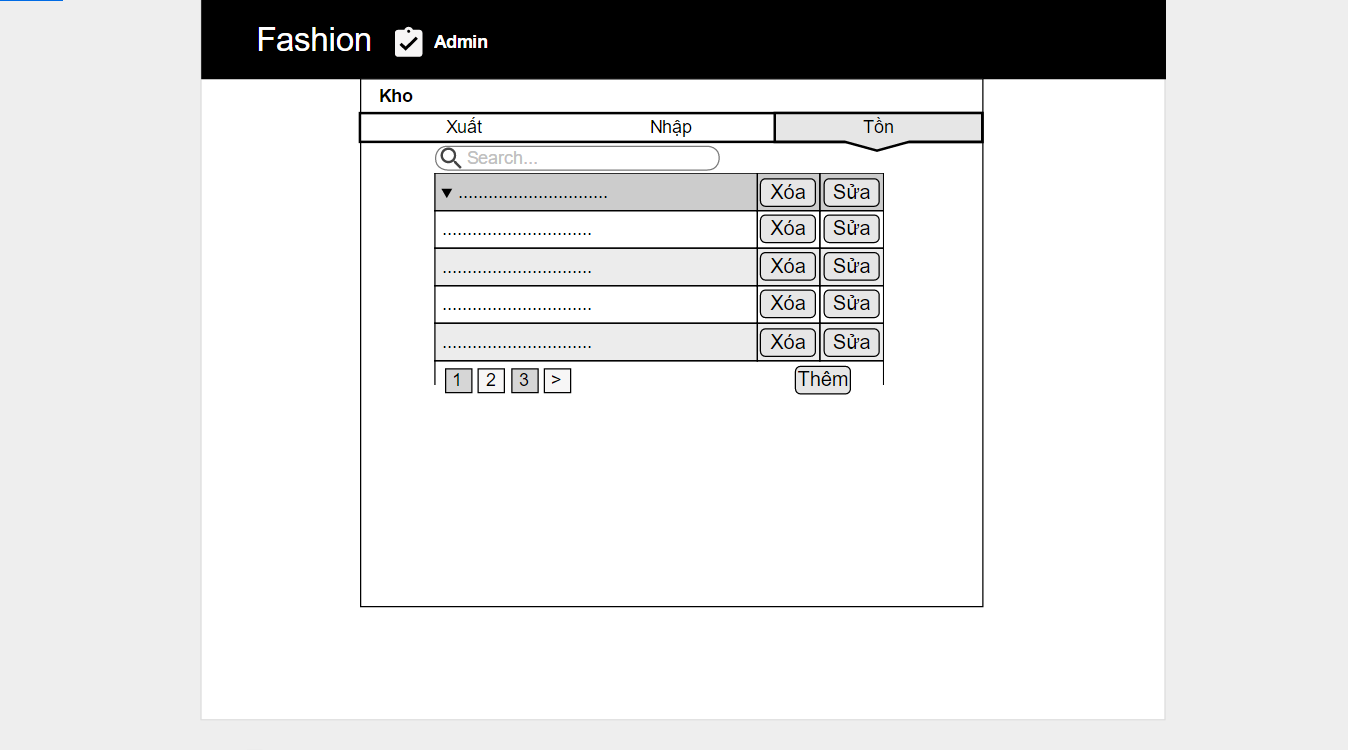 Fashion Admin
Kho
Xuất Nhập Tồn
Search...
▼ .............................. Xóa Sửa
.............................. Xóa Sửa
.............................. Xóa Sửa
.............................. Xóa Sửa
.............................. Xóa Sửa
1 2 3 > Thêm